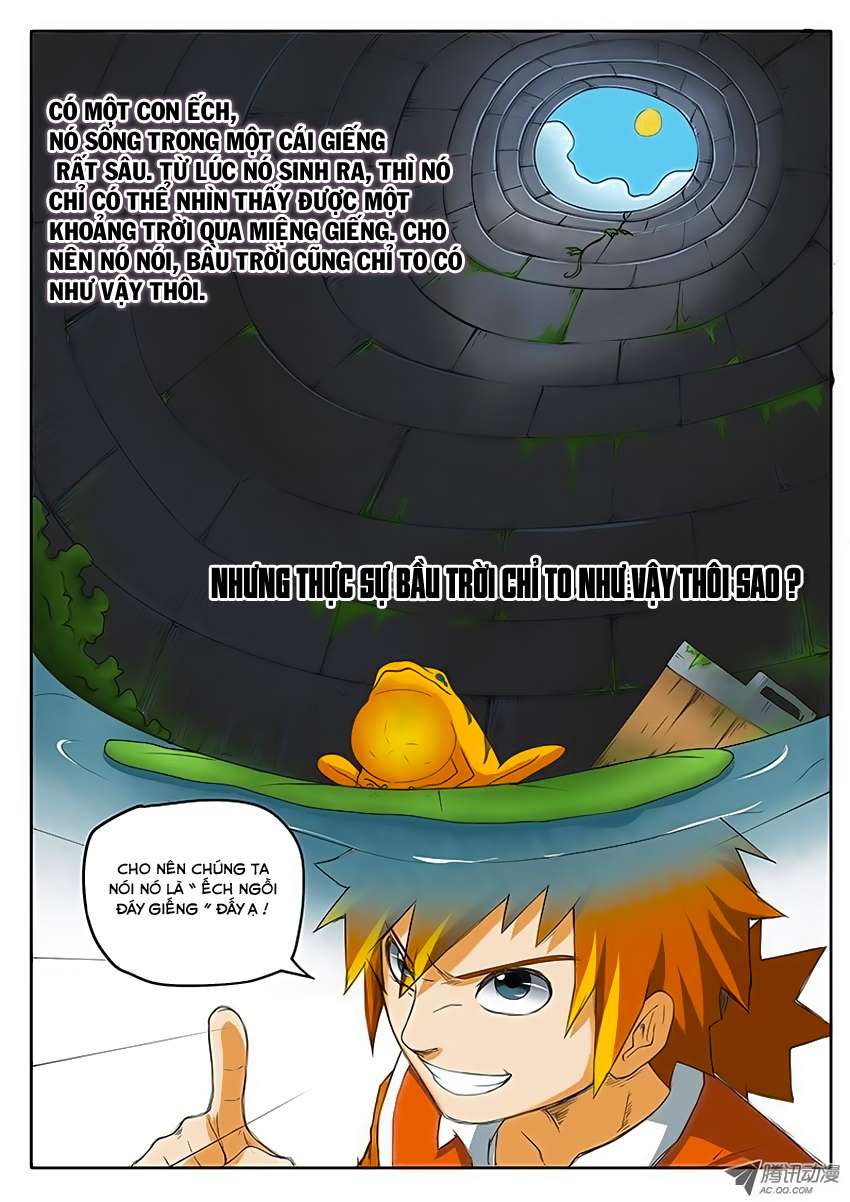 CÓ MỘT CON ẾCH,
NÓ SỐNG TRONG MỘT CÁI GIẾNG
RẤT SÂU. TỪ LÚC NÓ SINH RA, THÌ NÓ
CHỈ CÓ THỂ NHÌN THẤY ĐƯỢC MỘT
KHOẢNG TRỜI QUA MIỆNG GIẾNG. CHO
NÊN NÓ NÓI, BẦU TRỜI CŨNG CHỈ TO CÓ
NHƯ VẬY THÔI.
NHƯNG THỰC SỰ BẦU TRỜI CHỈ TO NHƯ VẬY THÔI SAO ?
CHO NÊN CHÚNG TA
NÓI NÓ LÀ " ẾCH NGỒI
ĐÁY GIẾNG " ĐẤY Ạ !
腾讯动漫
AC.QQ.COM